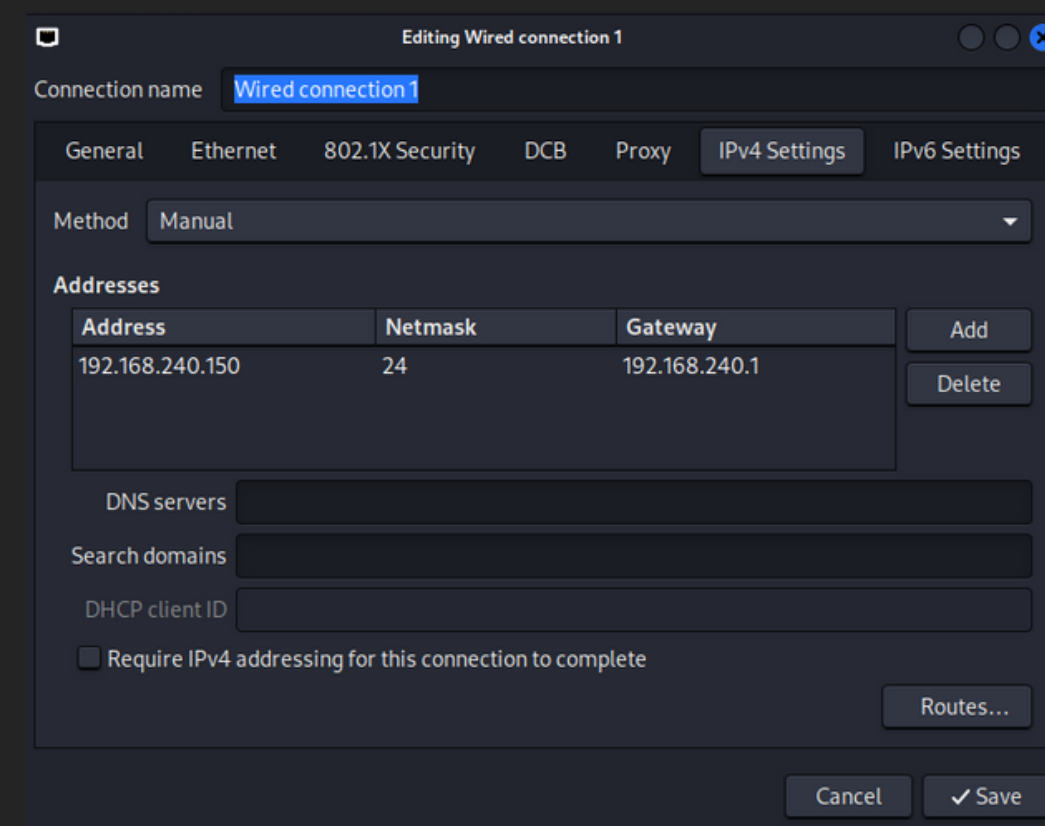 Editing Wired connection 1
Connection name Wired connection 1
General Ethernet 802.1X Security DCB Proxy IPv4 Settings IPv6 Settings
Method Manual
Addresses
Address Netmask Gateway
192.168.240.150 24 192.168.240.1
Add
Delete
DNS servers
Search domains
DHCP client ID
Require IPv4 addressing for this connection to complete
Routes...
Cancel Save